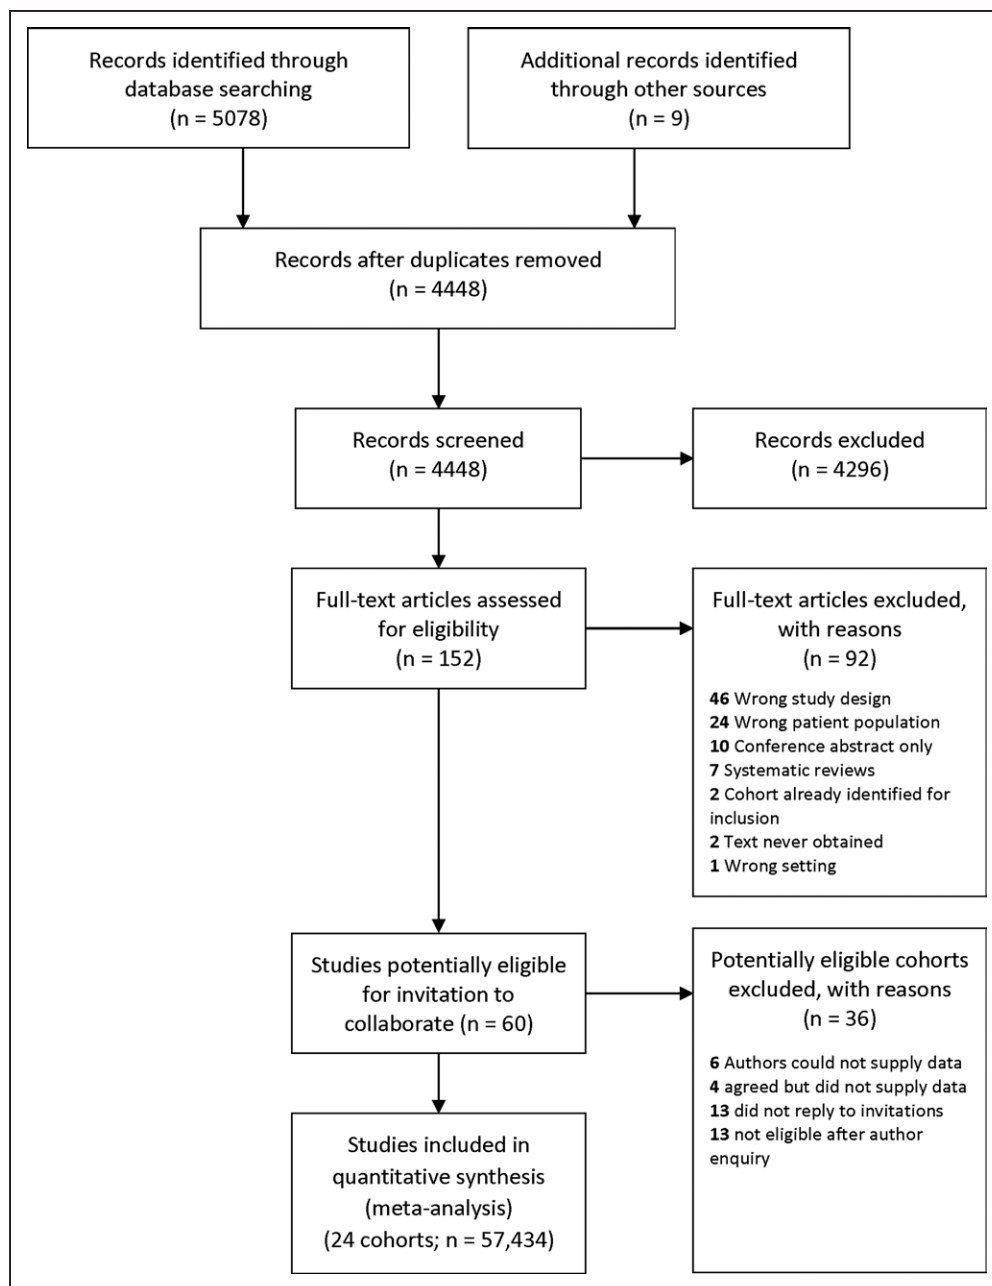 Records identified through
database searching
(n = 5078)
Additional records identified
through other sources
(n = 9)
Records after duplicates removed
(n = 4448)
Records screened
(n = 4448)
Records excluded
(n = 4296)
Full-text articles assessed
for eligibility
(n = 152)
Full-text articles excluded,
with reasons
(n = 92)
46 Wrong study design
24 Wrong patient population
10 Conference abstract only
7 Systematic reviews
2 Cohort already identified for
inclusion
2 Text never obtained
1 Wrong setting
Studies potentially eligible
for invitation to
collaborate (n = 60)
Potentially eligible cohorts
excluded, with reasons
(n = 36)
6 Authors could not supply data
4 agreed but did not supply data
13 did not reply to invitations
13 not eligible after author
enquiry
Studies included in
quantitative synthesis
(meta-analysis)
(24 cohorts; n = 57,434)